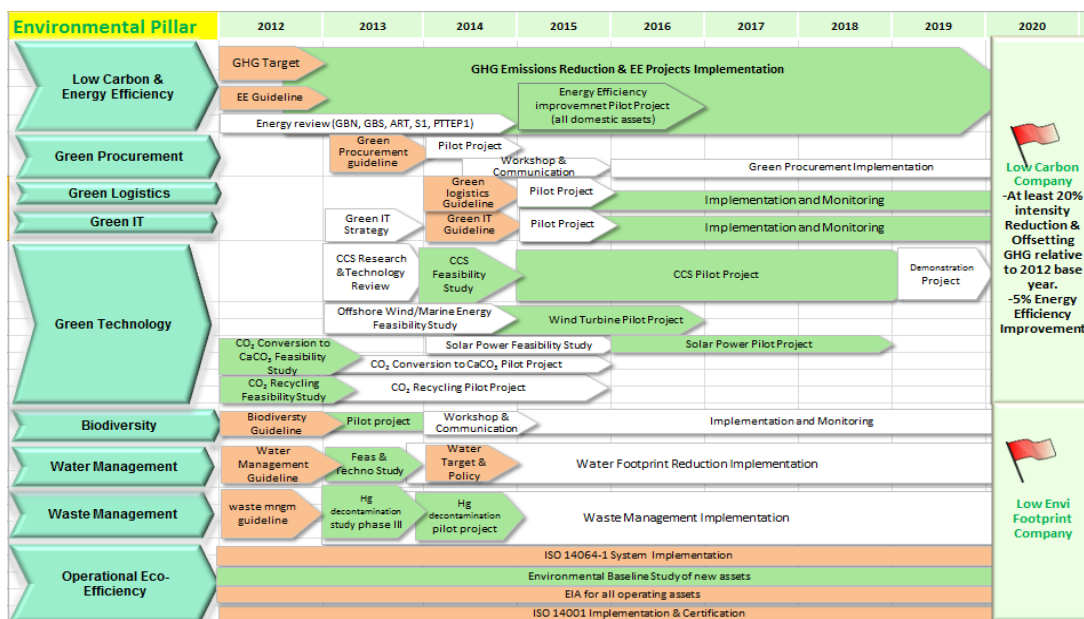 Environmental Pillar
2012
2013
2014
2015
2016
2017
2018
2019
2020
Low Carbon &
Energy Efficiency
GHG Target
GHG Emissions Reduction & EE Projects Implementation
EE Guideline
Energy Efficiency
improvemnet Pilot Project
(all domestic assets)
Energy review (GBN, GBS, ART, S1, PTTEP1)
Green Procurement
Green
Procurement
guideline
Pilot Project
Workshop &
Communication
Green Procurement Implementation
Green Logistics
Green
logistics
Guideline
Pilot Project
Implementation and Monitoring
Green IT
Green IT
Strategy
Green IT
Guideline
Pilot Project
Implementation and Monitoring
Green Technology
CCS Research
&Technology
Review
CCS
Feasibility
Study
CCS Pilot Project
Demonstration
Project
Offshore Wind/Marine Energy
Feasibility Study
Wind Turbine Pilot Project
Solar Power Feasibility Study
Solar Power Pilot Project
CO₂ Conversion to
CaCO₃ Feasibility
Study
CO₂ Conversion to CaCO₃ Pilot Project
CO₂ Recycling
Feasibility Study
CO₂ Recycling Pilot Project
Low Carbon
Company
-At least 20%
intensity
Reduction &
Offsetting
GHG relative
to 2012 base
year.
-5% Energy
Efficiency
Improvement
Biodiversity
Biodiversty
Guideline
Pilot project
Workshop &
Communication
Implementation and Monitoring
Water Management
Water
Management
Guideline
Feas &
Techno Study
Water
Target &
Policy
Water Footprint Reduction Implementation
Waste Management
waste mngm
guideline
Hg
decontamination
study phase III
Hg
decontamination
pilot project
Waste Management Implementation
Low Envi
Footprint
Company
Operational Eco-
Efficiency
ISO 14064-1 System Implementation
Environmental Baseline Study of new assets
EIA for all operating assets
ISO 14001 Implementation & Certification